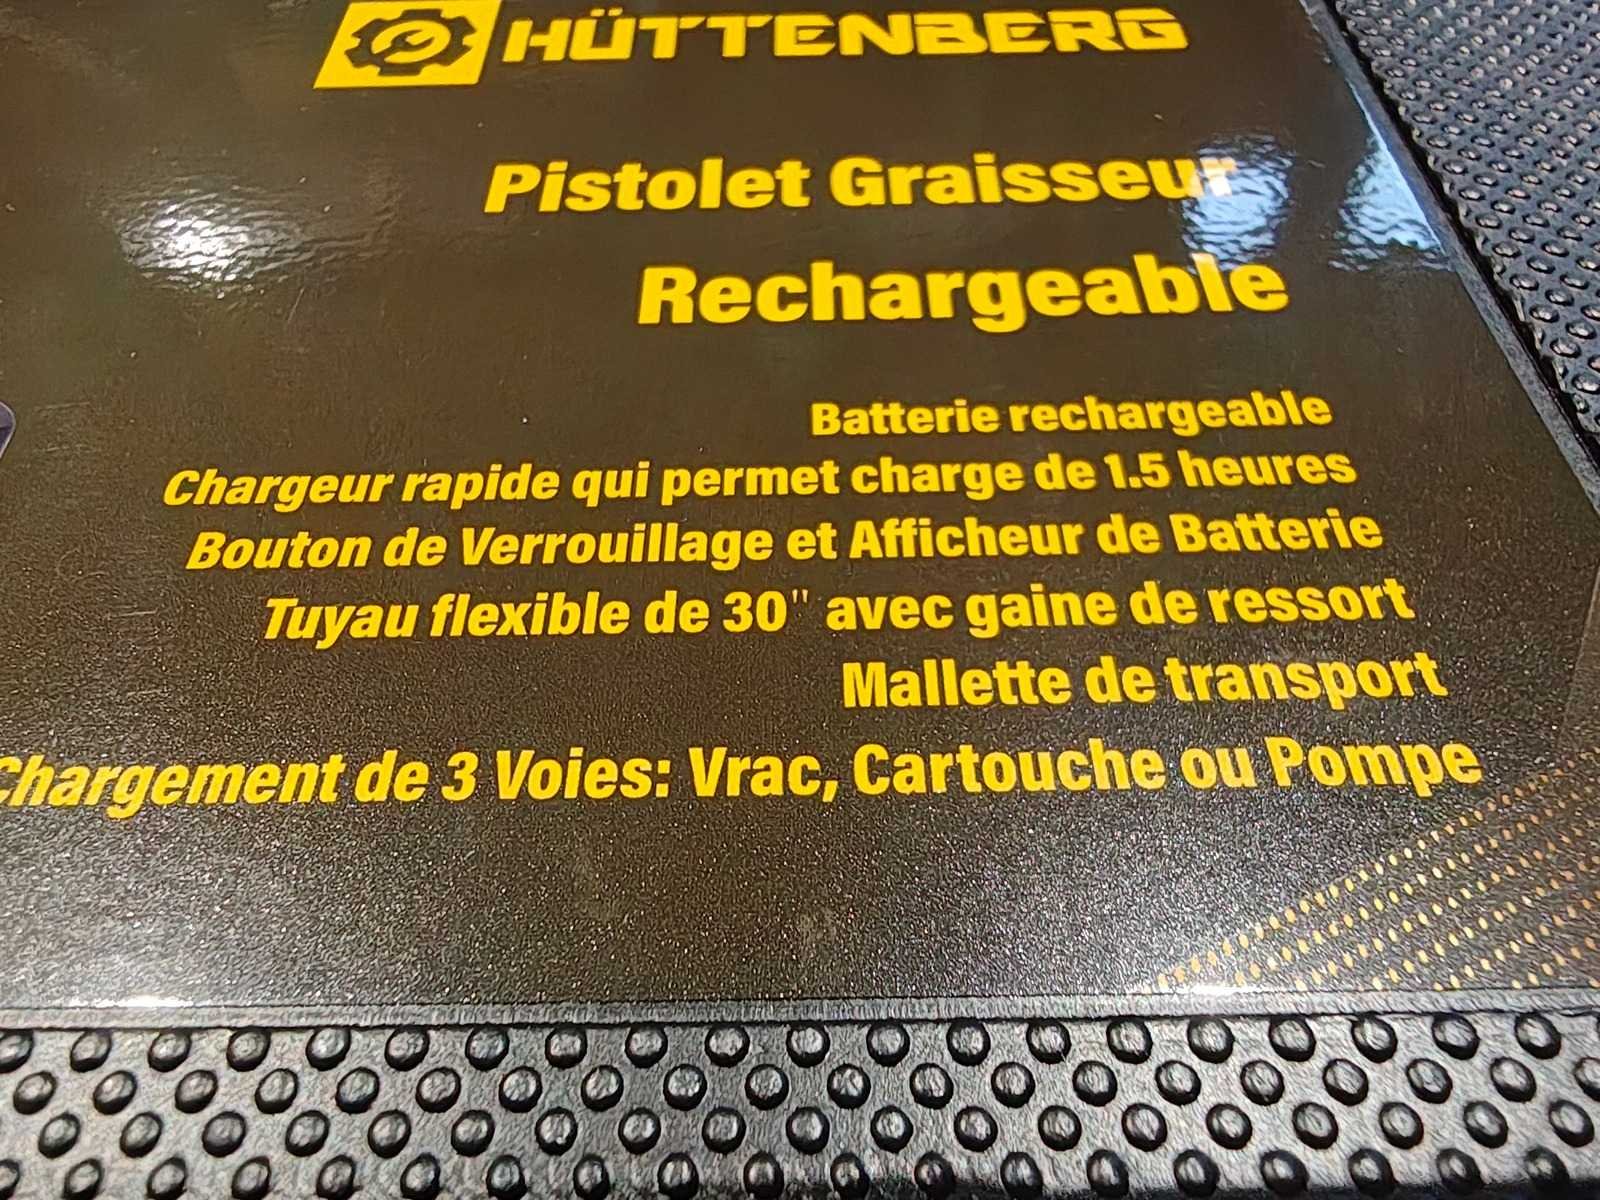 HÜTTENBERG
Pistolet Graisseur
Rechargeable
Batterie rechargeable
Chargeur rapide qui permet charge de 1.5 heures
Bouton de Verrouillage et Afficheur de Batterie
Tuyau flexible de 30" avec gaine de ressort
Mallette de transport
Chargement de 3 Voies: Vrac, Cartouche ou Pompe